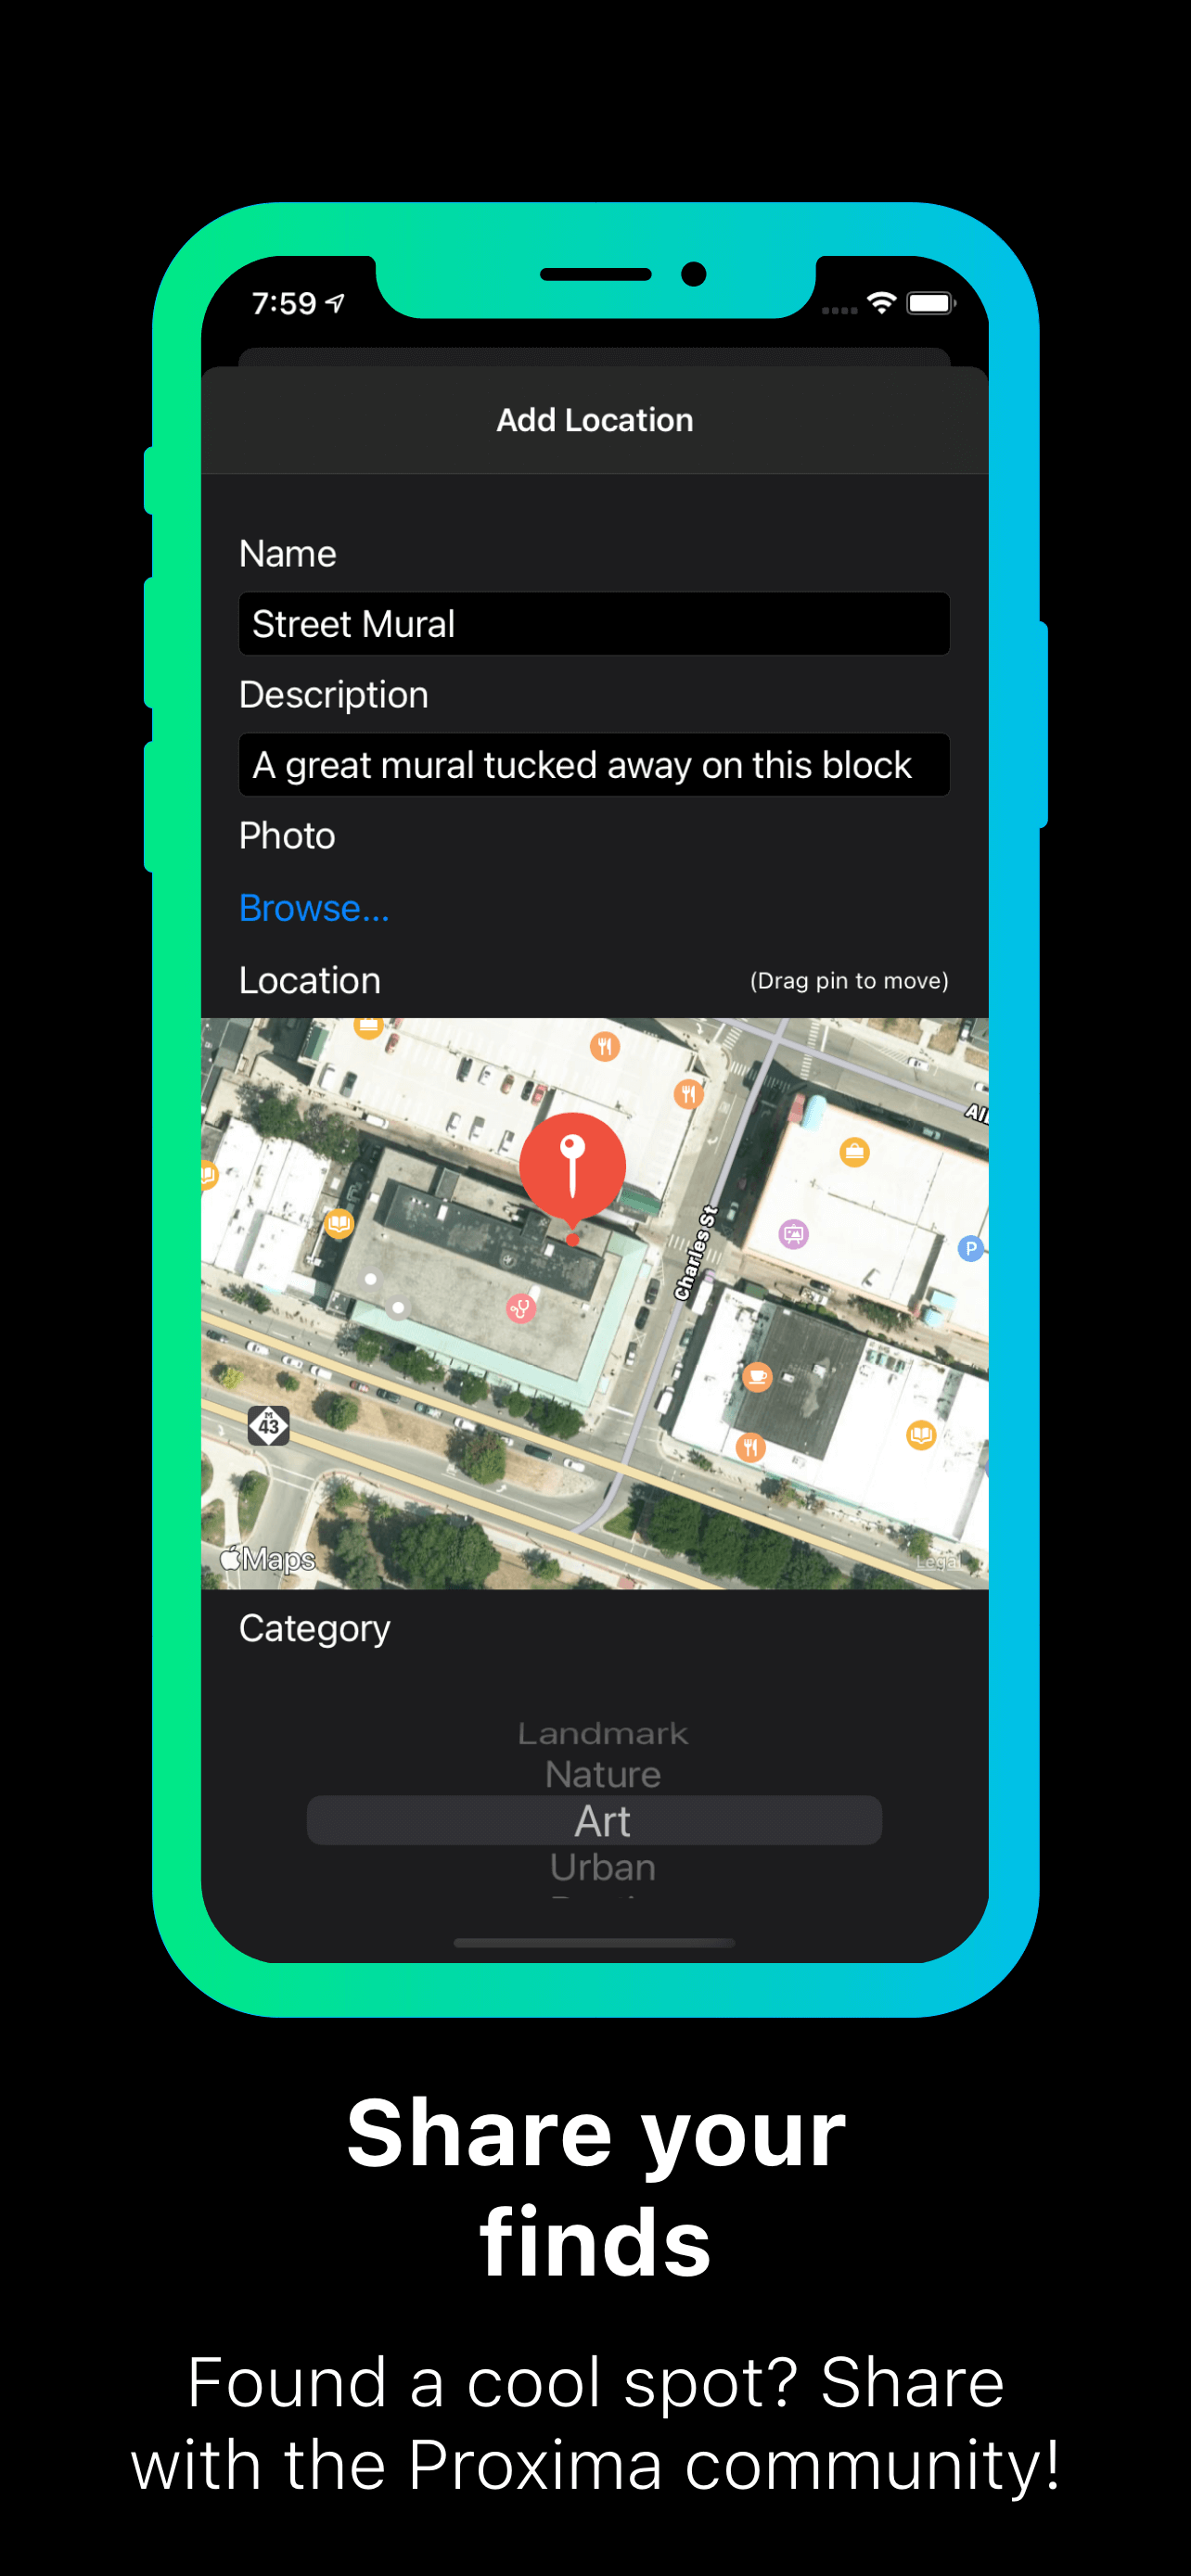 7:59
Add Location
Name
Street Mural
Description
A great mural tucked away on this block
Photo
Browse...
Location
(Drag pin to move)
Charles St
P
M
43
Maps
Legal
Category
Landmark
Nature
Art
Urban
Share your
finds
Found a cool spot? Share
with the Proxima community!